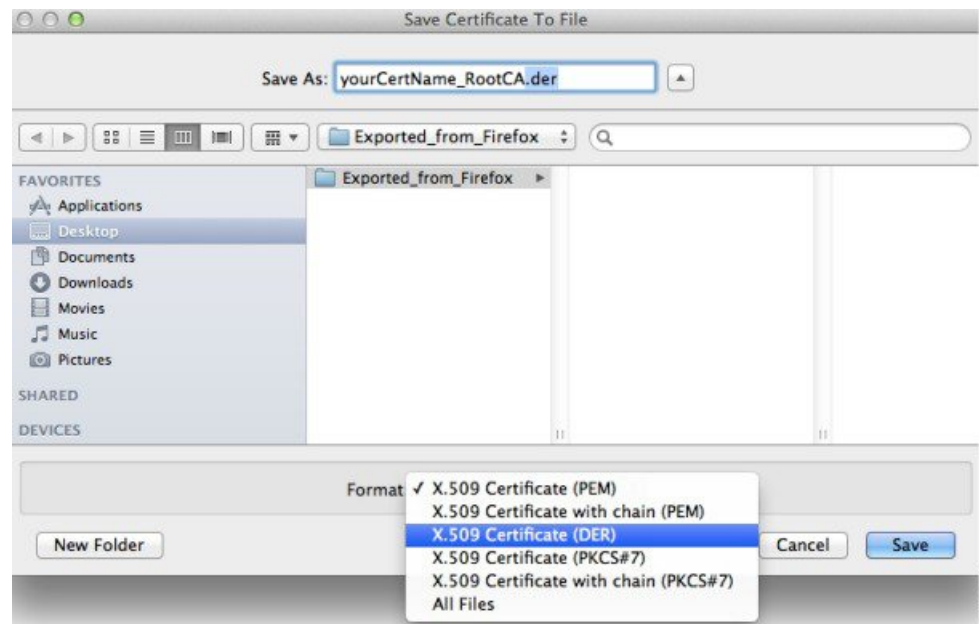 Save Certificate To File
Save As: yourCertName_RootCA.der
Exported_from_Firefox
FAVORITES
Applications
Desktop
Documents
Downloads
Movies
Music
Pictures
SHARED
DEVICES
Exported_from_Firefox
Format
✓ X.509 Certificate (PEM)
X.509 Certificate with chain (PEM)
X.509 Certificate (DER)
X.509 Certificate (PKCS#7)
X.509 Certificate with chain (PKCS#7)
All Files
New Folder
Cancel
Save